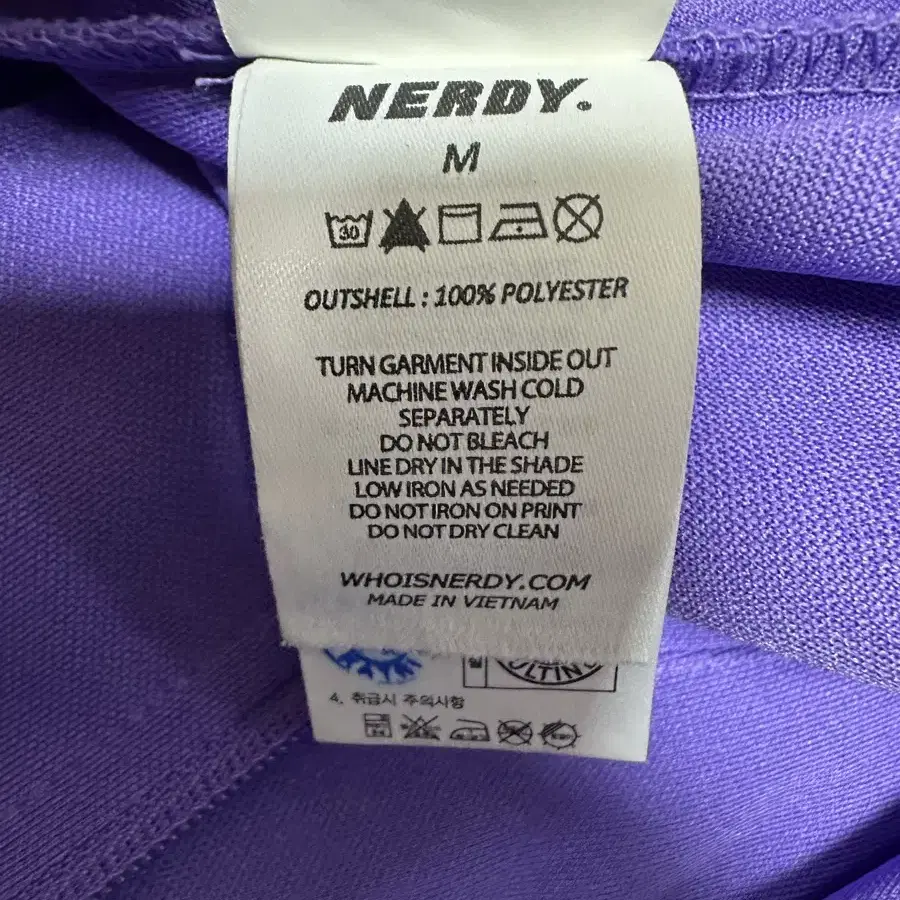 NERDY.
M
30
OUTSHELL : 100% POLYESTER
TURN GARMENT INSIDE OUT
MACHINE WASH COLD
SEPARATELY
DO NOT BLEACH
LINE DRY IN THE SHADE
LOW IRON AS NEEDED
DO NOT IRON ON PRINT
DO NOT DRY CLEAN
WHOISNERDY.COM
MADE IN VIETNAM
4. 취급시 주의사항